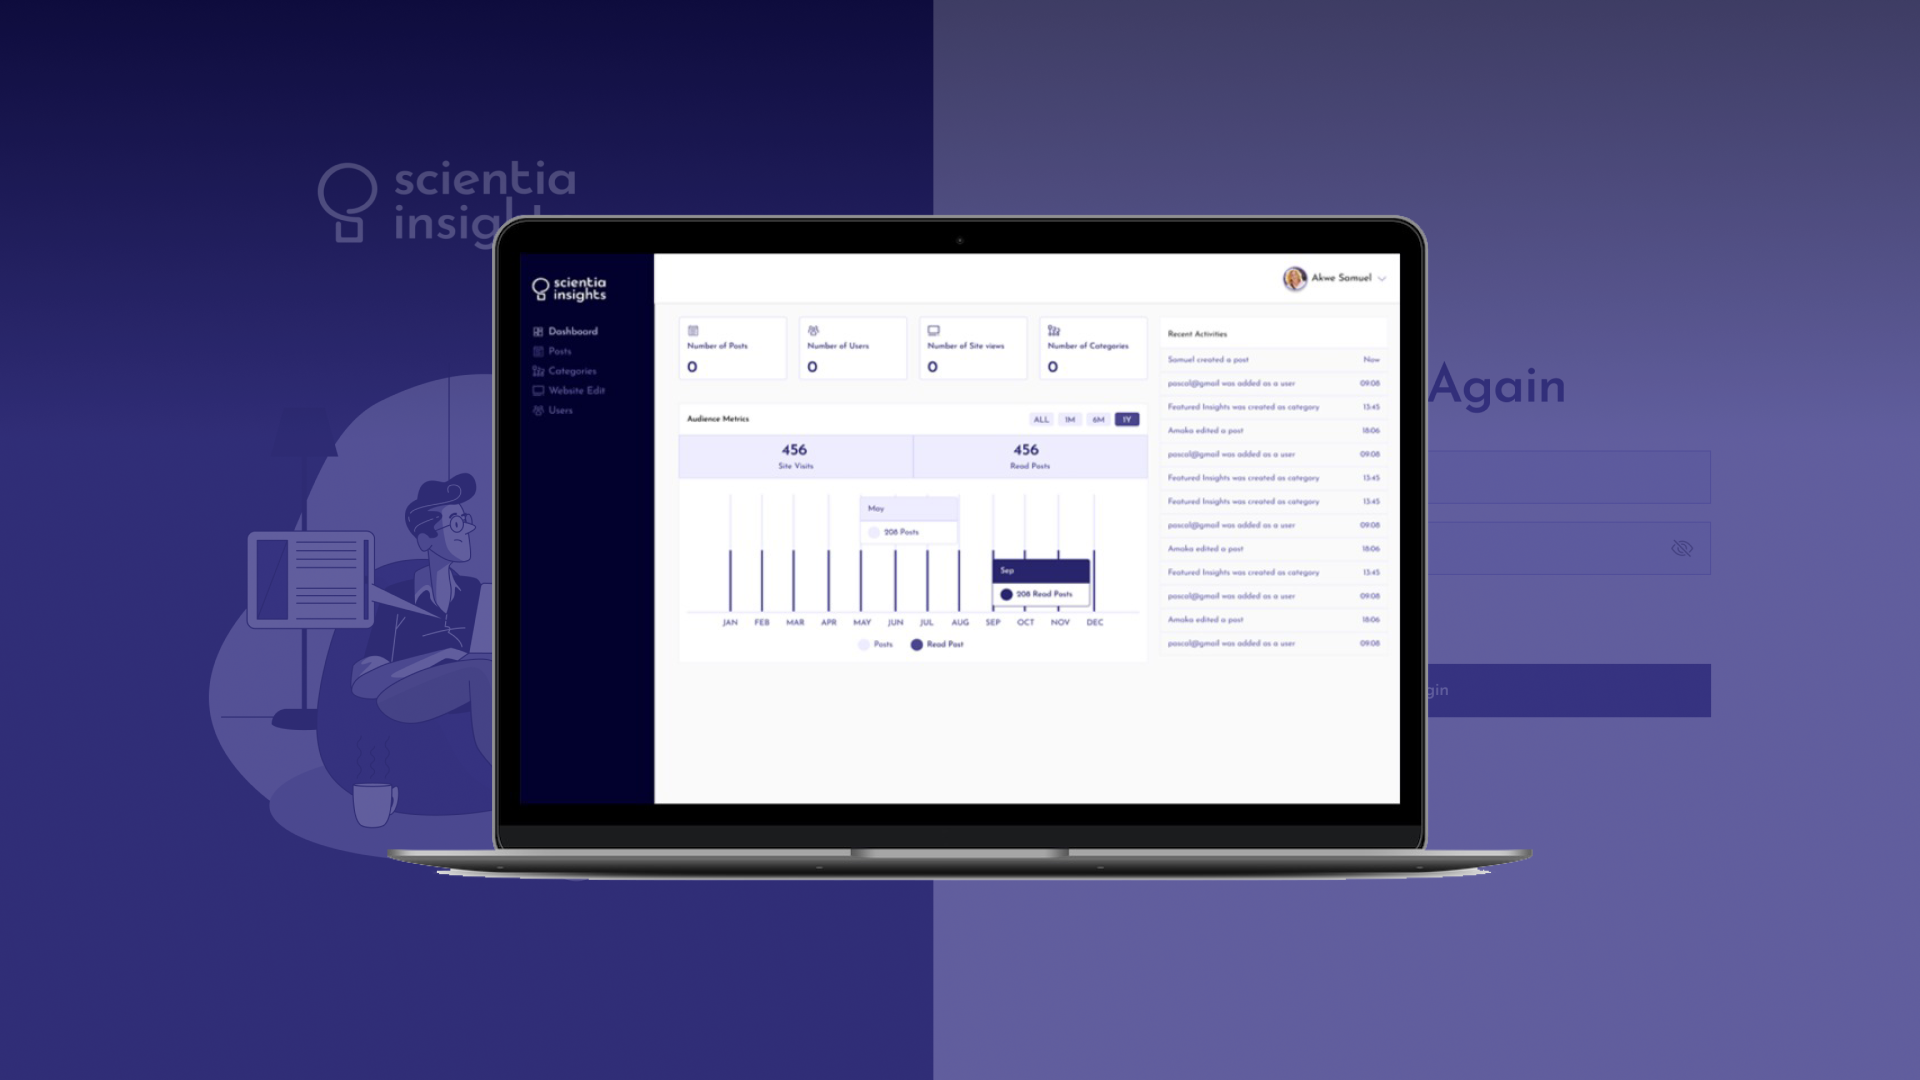 scientia
insigh
Again
gin
scientia
insights
Dashboard
Posts
Categories
Website Edit
Users
Akwe Samuel
Number of Posts
0
Number of Users
0
Number of Site views
0
Number of Categories
0
Audience Metrics
ALL 1M 6M 1Y
456
Site Visits
456
Read Posts
May
208 Posts
Sep
208 Read Posts
JAN FEB MAR APR MAY JUN JUL AUG SEP OCT NOV DEC
Posts Read Post
Recent Activities
Samuel created a post Now
pascal@gmail was added as a user 09:08
Featured Insights was created as category 13:45
Amaka edited a post 18:06
pascal@gmail was added as a user 09:08
Featured Insights was created as category 13:45
Featured Insights was created as category 13:45
pascal@gmail was added as a user 09:08
Amaka edited a post 18:06
Featured Insights was created as category 13:45
pascal@gmail was added as a user 09:08
Amaka edited a post 18:06
pascal@gmail was added as a user 09:08